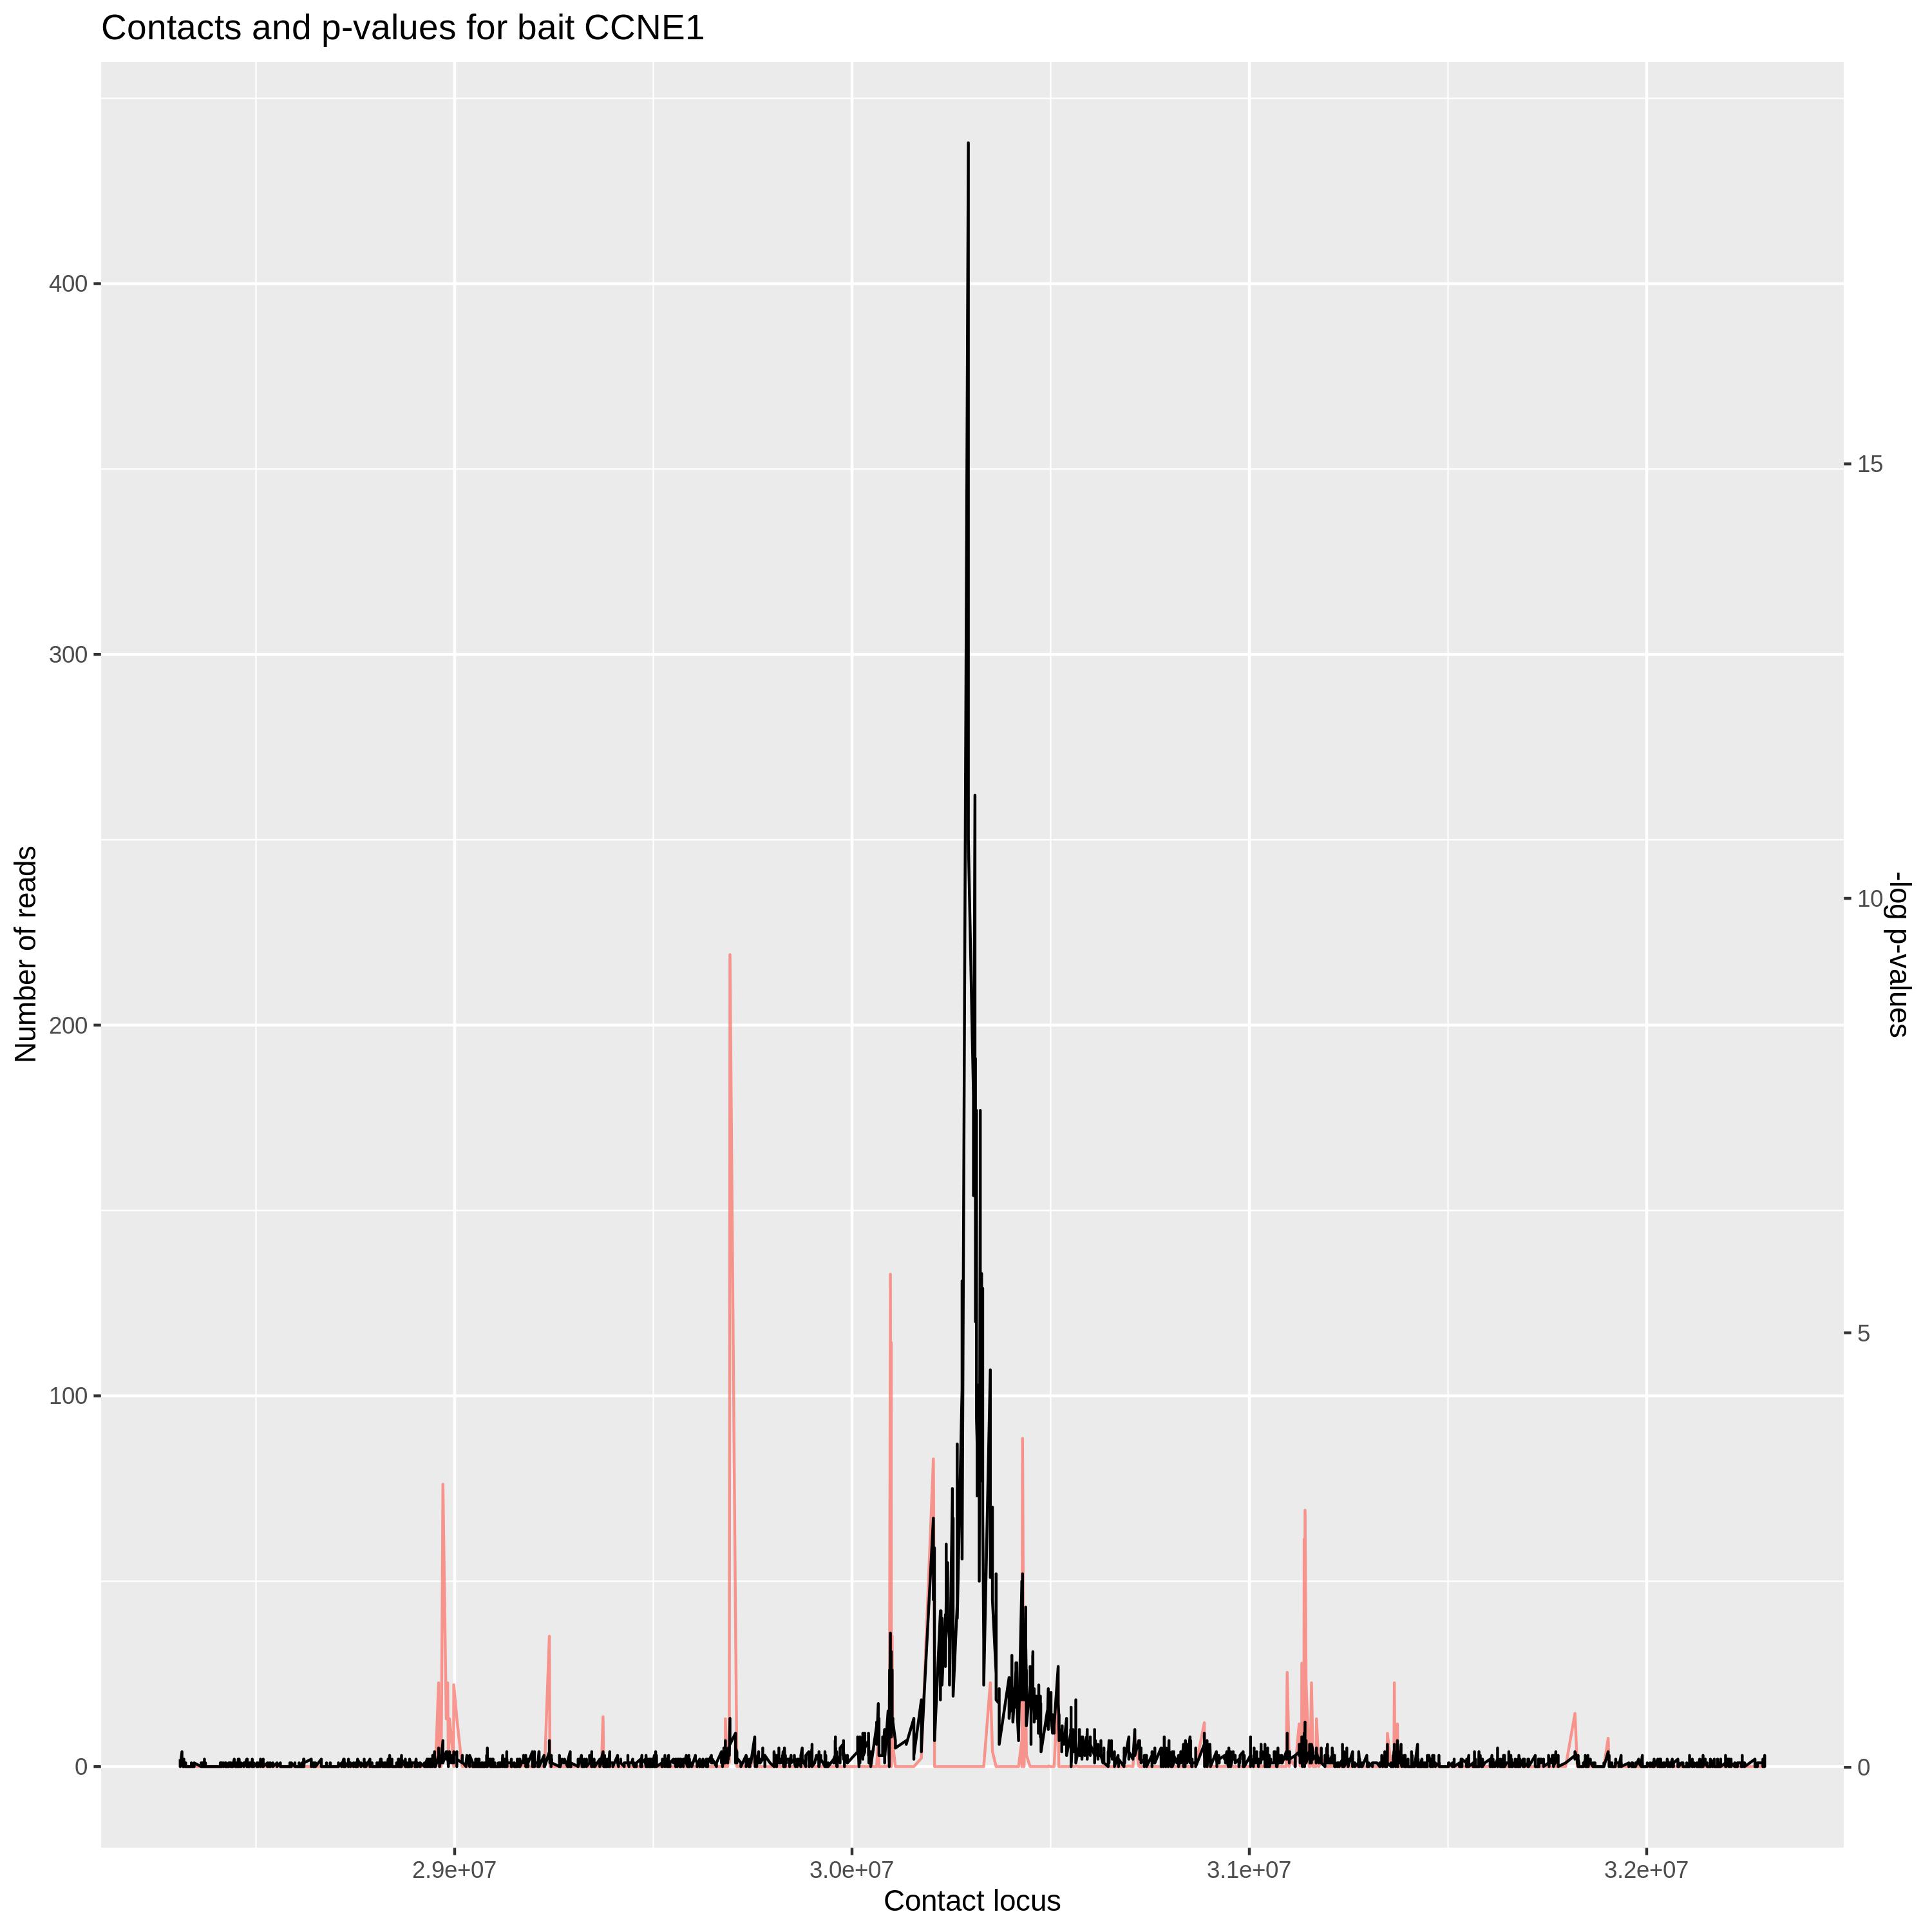 Contacts and p-values for bait CCNE1
Number of reads
400
300
200
100
0
15
10
5
0
-log p-values
2.9e+07 3.0e+07 3.1e+07 3.2e+07
Contact locus